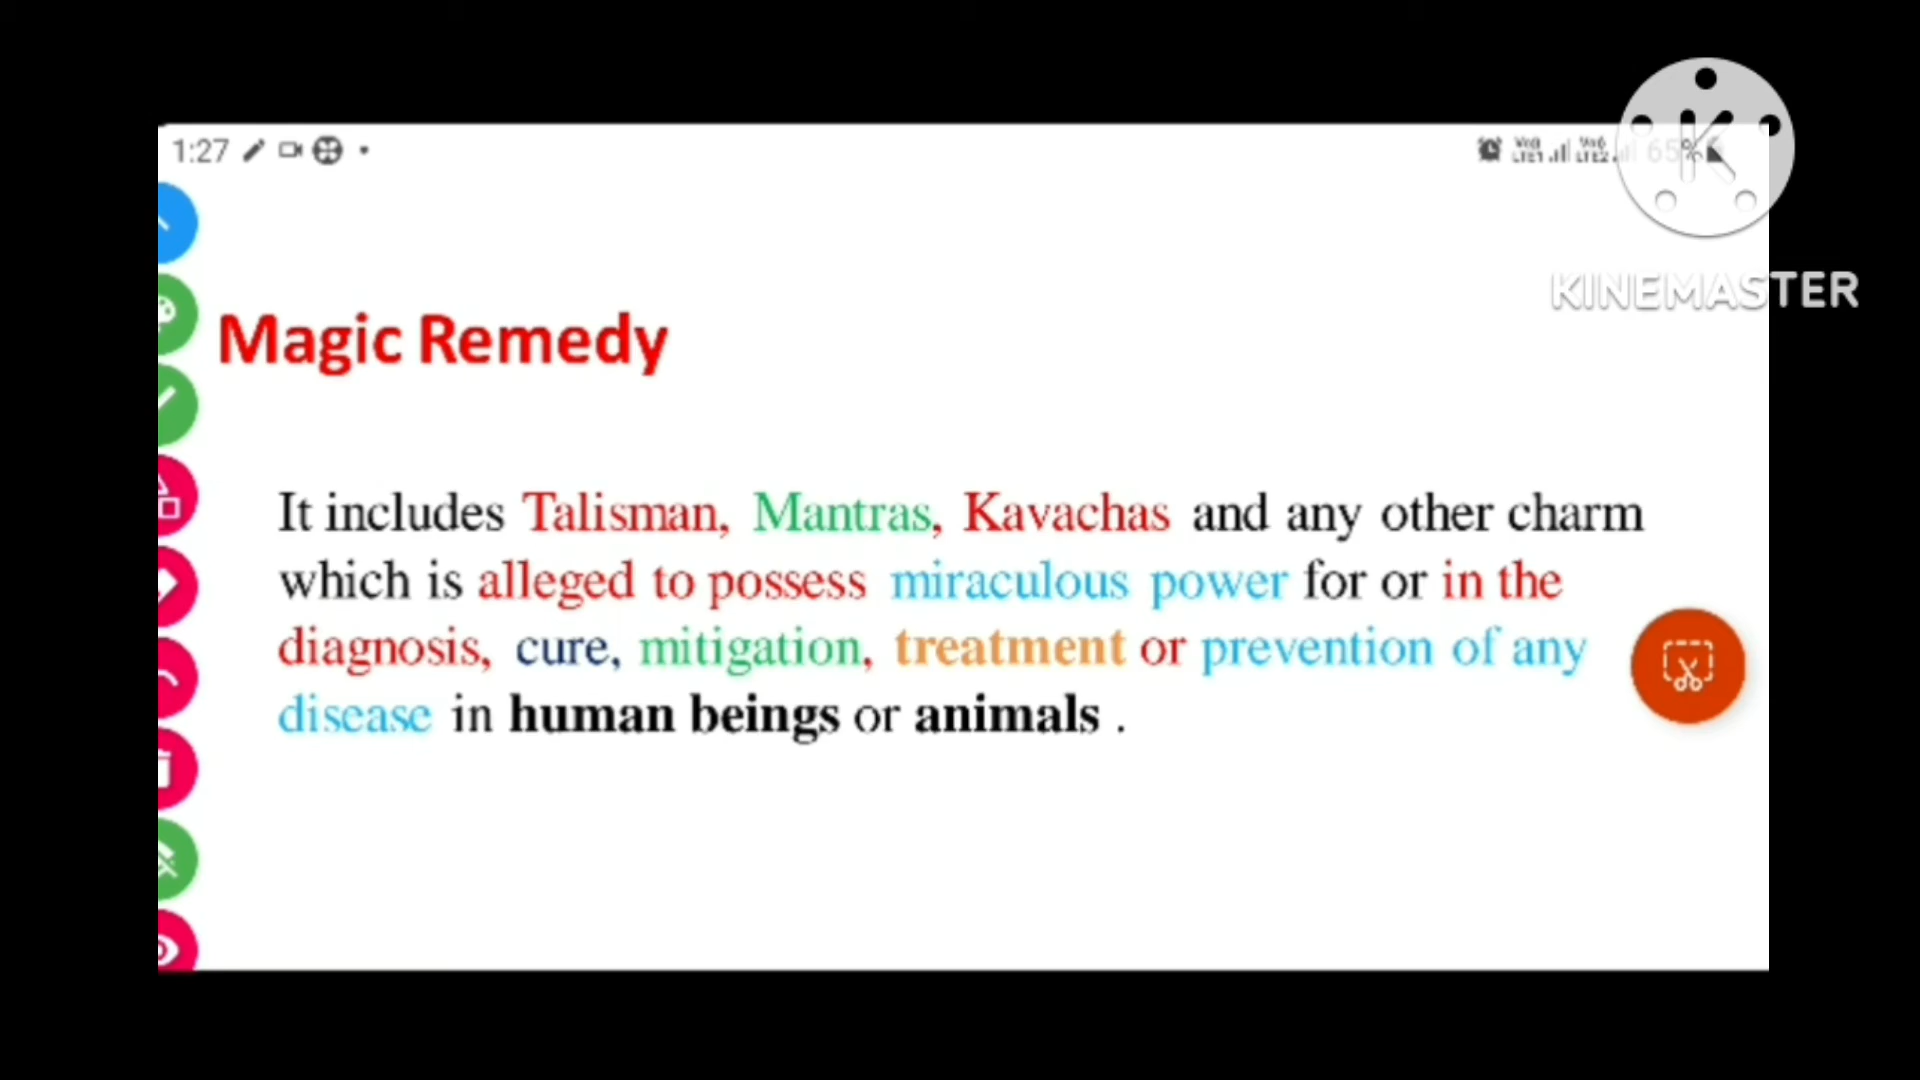 1:27
65%
KINEMASTER
Magic Remedy
It includes Talisman, Mantras, Kavachas and any other charm
which is alleged to possess miraculous power for or in the
diagnosis, cure, mitigation, treatment or prevention of any
disease in human beings or animals .